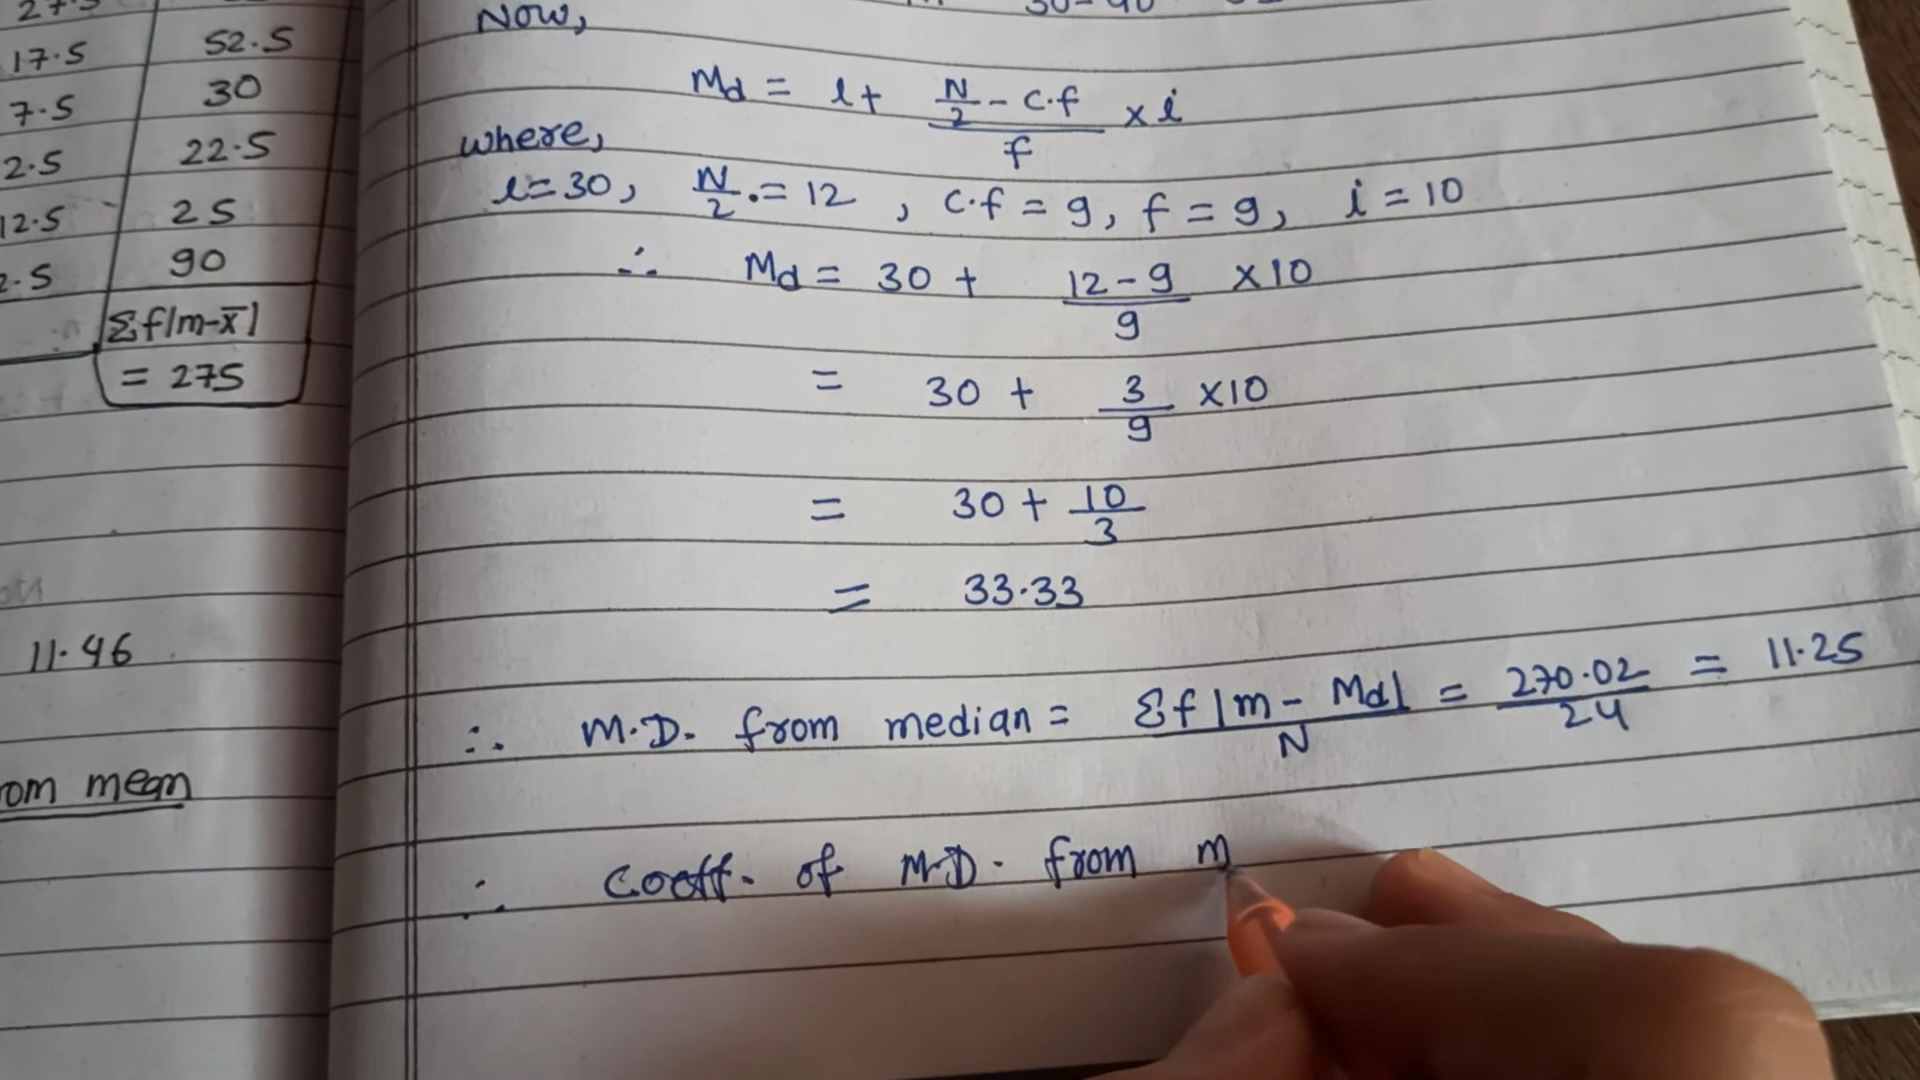 17.5 52.5
7.5 30
2.5 22.5
12.5 25
2.5 90
Σf|m-x̄|
= 275
11.46
om mean
Now,
Md = l + N/2 - c.f / f × i
where,
l = 30, N/2 . = 12 , c.f = 9, f = 9, i = 10
∴ Md = 30 + 12 - 9 / 9 × 10
= 30 + 3/9 × 10
= 30 + 10/3
= 33.33
∴ M.D. from median = Σf|m - Md| / N = 270.02 / 24 = 11.25
∴ Coeff. of M.D. from m